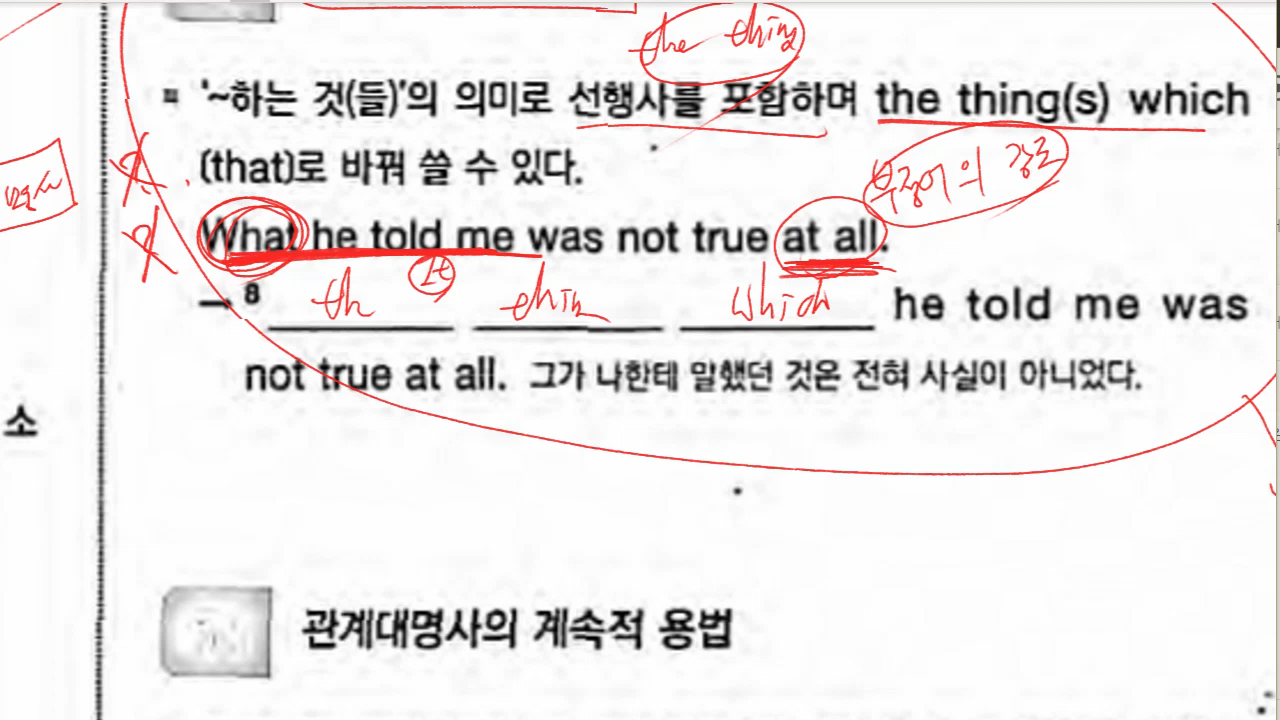 the thing
▪ '~하는 것(들)'의 의미로 선행사를 포함하며 the thing(s) which
(that)로 바꿔 쓸 수 있다.
부정어의 강조
What he told me was not true at all.
It
→ 8 th thin which he told me was
not true at all. 그가 나한테 말했던 것은 전혀 사실이 아니었다.
소
관계대명사의 계속적 용법